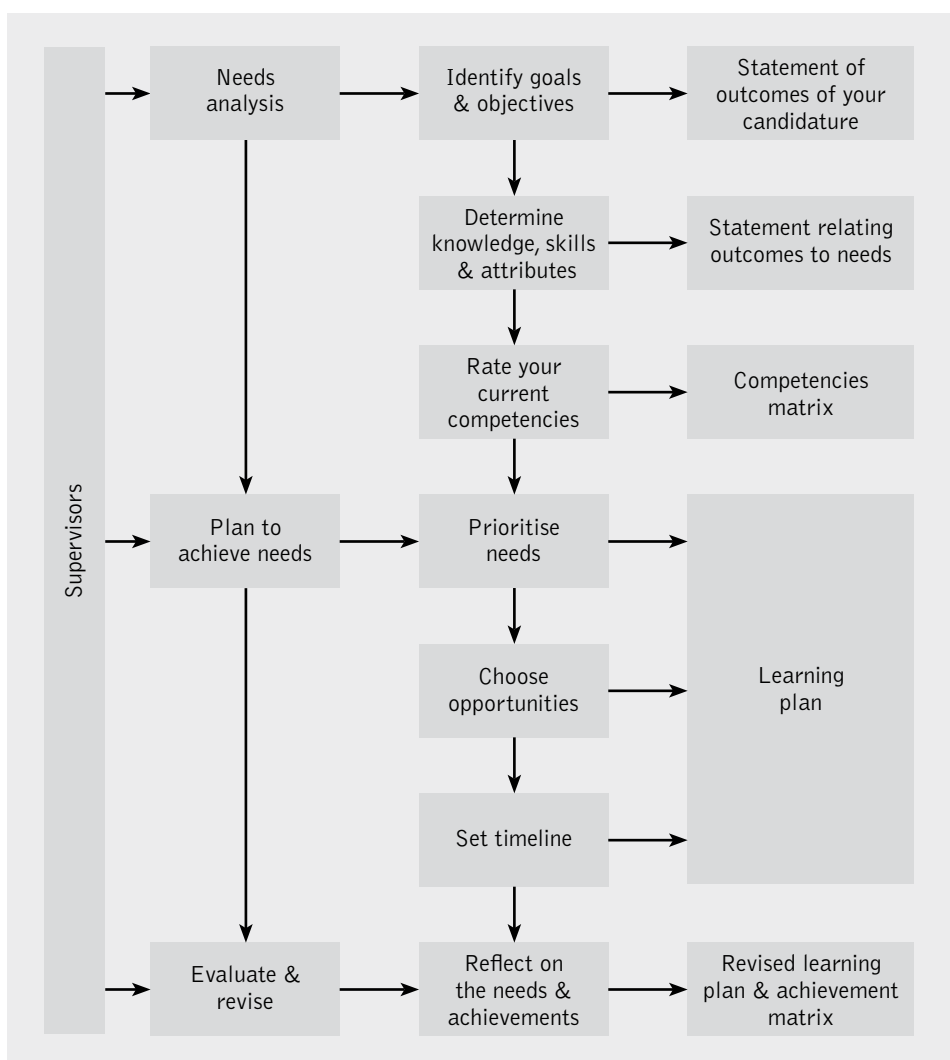 Supervisors
Needs
analysis
Identify goals
& objectives
Statement of
outcomes of your
candidature
Determine
knowledge, skills
& attributes
Statement relating
outcomes to needs
Rate your
current
competencies
Competencies
matrix
Plan to
achieve needs
Prioritise
needs
Choose
opportunities
Learning
plan
Set timeline
Evaluate &
revise
Reflect on
the needs &
achievements
Revised learning
plan & achievement
matrix